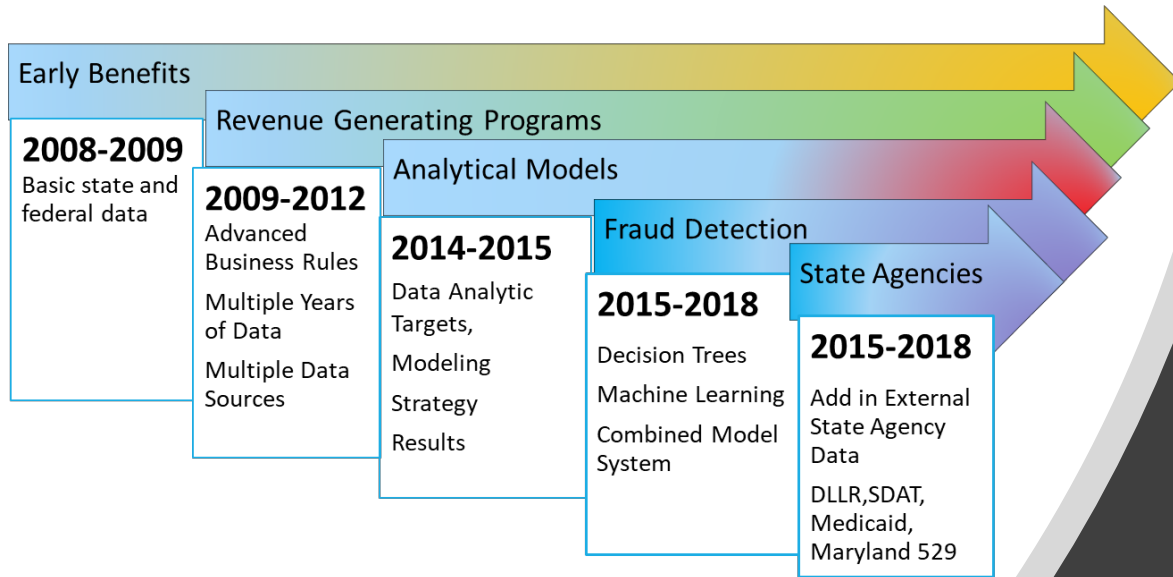 Early Benefits
2008-2009
Basic state and
federal data
Revenue Generating Programs
2009-2012
Advanced
Business Rules
Multiple Years
of Data
Multiple Data
Sources
Analytical Models
2014-2015
Data Analytic
Targets,
Modeling
Strategy
Results
Fraud Detection
2015-2018
Decision Trees
Machine Learning
Combined Model
System
State Agencies
2015-2018
Add in External
State Agency
Data
DLLR,SDAT,
Medicaid,
Maryland 529